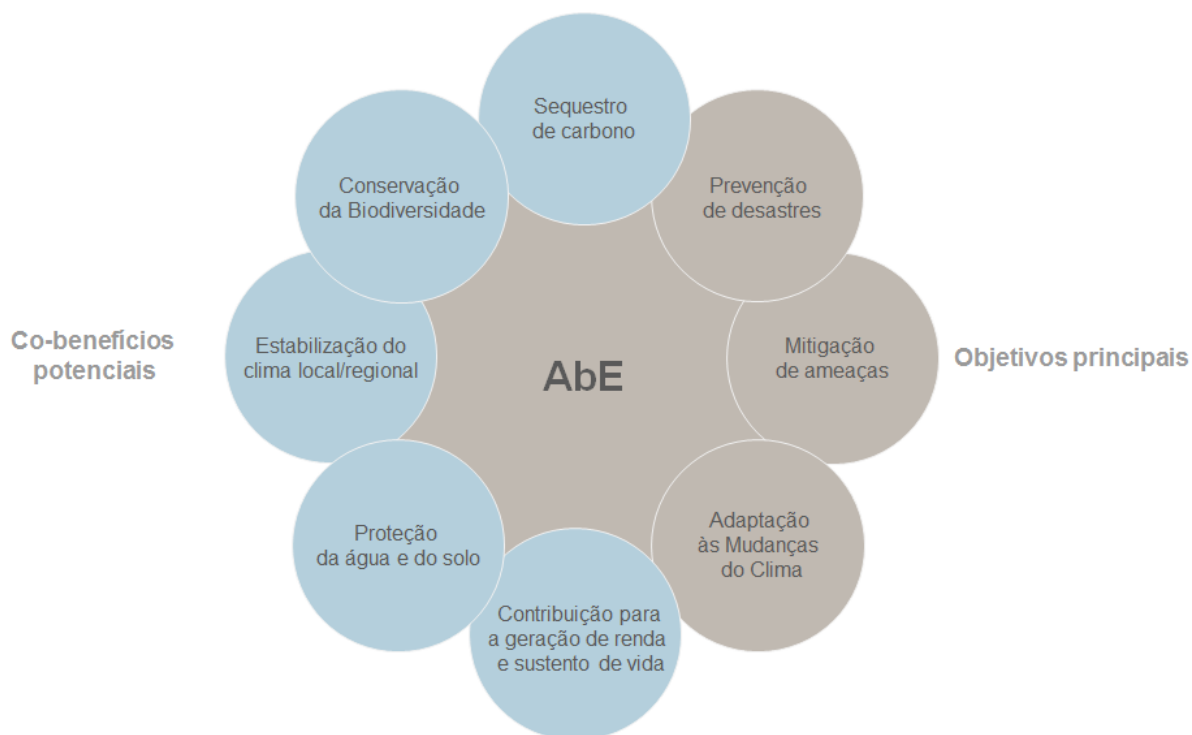 Sequestro
de carbono
Conservação
da Biodiversidade
Prevenção
de desastres
Co-benefícios
potenciais
Estabilização do
clima local/regional
AbE
Mitigação
de ameaças
Objetivos principais
Proteção
da água e do solo
Adaptação
às Mudanças
do Clima
Contribuição para
a geração de renda
e sustento de vida